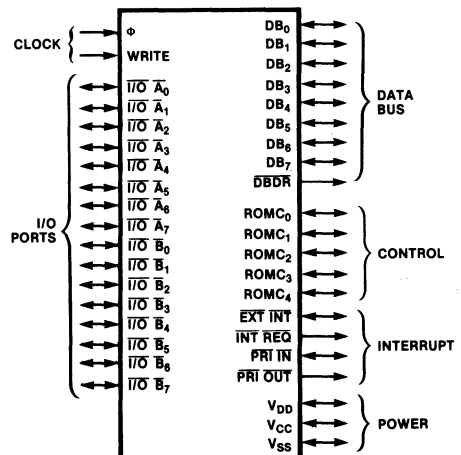 CLOCK
Φ
WRITE
I/O PORTS
I/O A0
I/O A1
I/O A2
I/O A3
I/O A4
I/O A5
I/O A6
I/O A7
I/O B0
I/O B1
I/O B2
I/O B3
I/O B4
I/O B5
I/O B6
I/O B7
DB0
DB1
DB2
DB3
DB4
DB5
DB6
DB7
DBDR
DATA
BUS
ROMC0
ROMC1
ROMC2
ROMC3
ROMC4
CONTROL
EXT INT
INT REQ
PRI IN
PRI OUT
INTERRUPT
VDD
VCC
VSS
POWER